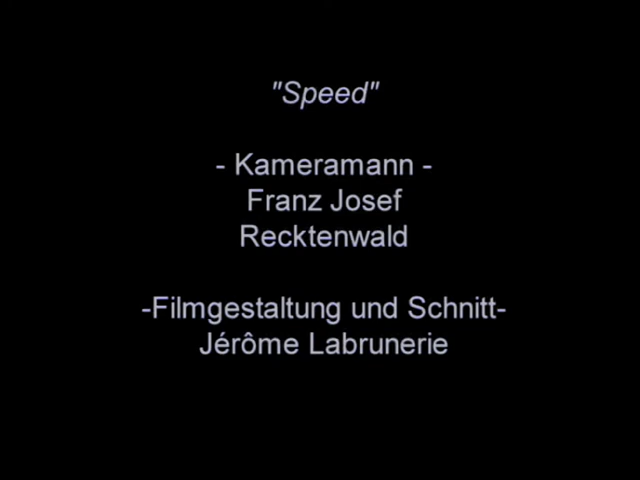 "Speed"
- Kameramann -
Franz Josef
Recktenwald
-Filmgestaltung und Schnitt-
Jérôme Labrunerie